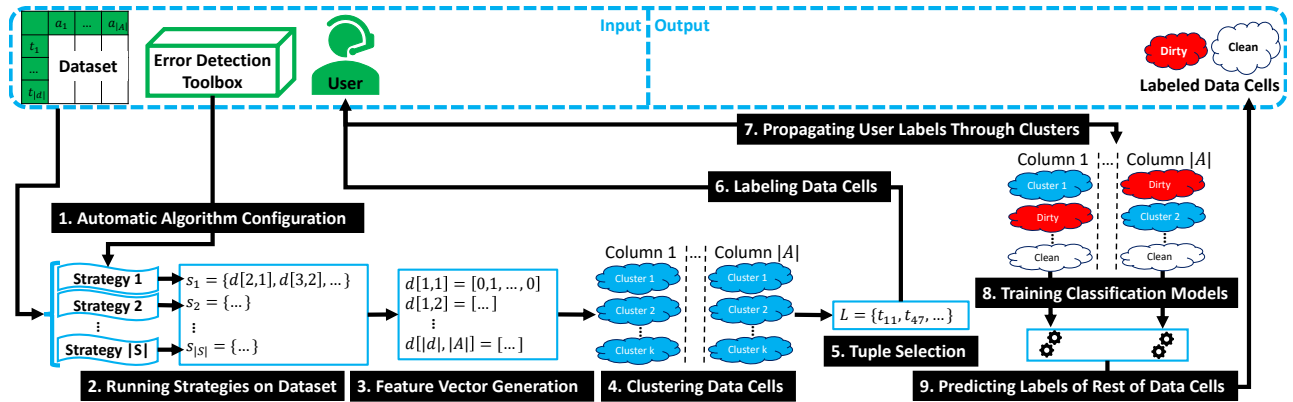 a_1 ... a_{|A|}
t_1
...
t_{|d|}
Dataset
Error Detection
Toolbox
User
Input
Output
Dirty
Clean
Labeled Data Cells
7. Propagating User Labels Through Clusters
6. Labeling Data Cells
1. Automatic Algorithm Configuration
Column 1 ... Column |A|
Cluster 1
Dirty
⋮
Clean
Dirty
Cluster 2
⋮
Clean
Strategy 1
Strategy 2
⋮
Strategy |S|
s_1 = {d[2,1], d[3,2], ...}
s_2 = {...}
⋮
s_{|S|} = {...}
d[1,1] = [0,1, ..., 0]
d[1,2] = [...]
⋮
d[|d|, |A|] = [...]
Column 1 ... Column |A|
Cluster 1
Cluster 2
⋮
Cluster k
Cluster 1
Cluster 2
⋮
Cluster k
L = {t_{11}, t_{47}, ...}
8. Training Classification Models
5. Tuple Selection
2. Running Strategies on Dataset
3. Feature Vector Generation
4. Clustering Data Cells
9. Predicting Labels of Rest of Data Cells